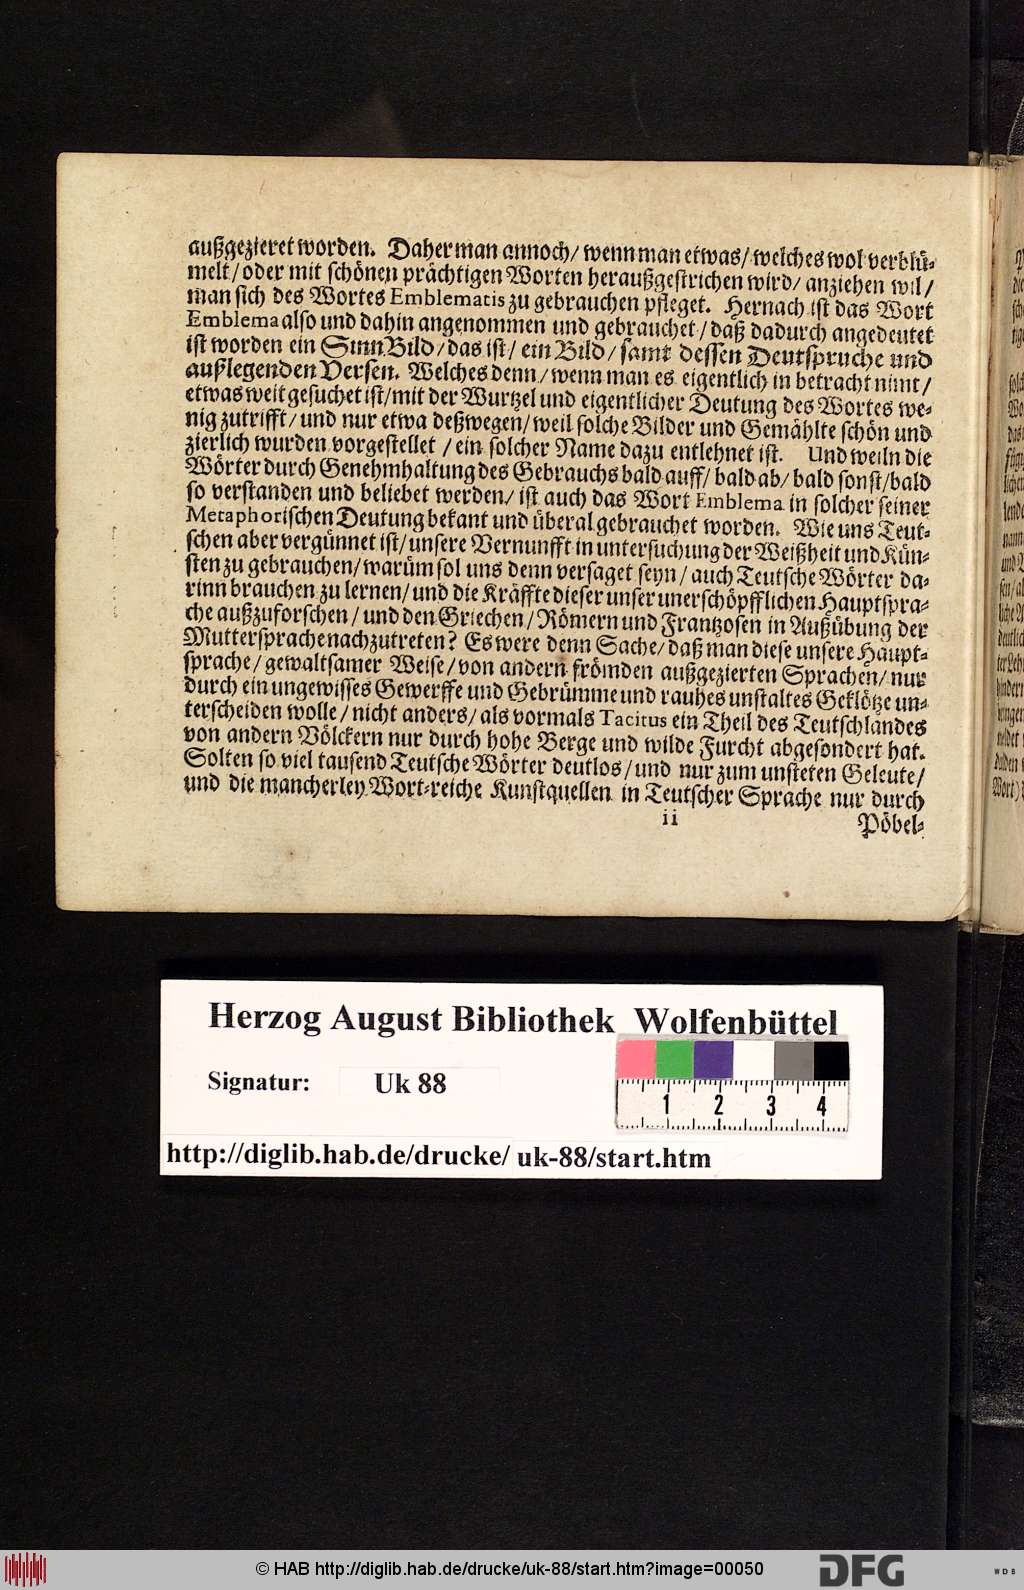 außgezieret worden. Daher man annoch/ wenn man etwas/ welches wol verblü-
melt/ oder mit schönen prächtigen Worten heraußgestrichen wird/ anziehen wil/
man sich des Wortes Emblematis zu gebrauchen pfleget. Hernach ist das Wort
Emblema also und dahin angenommen und gebrauchet/ daß dadurch angedeutet
ist worden ein SinnBild/ das ist/ ein Bild/ samt dessen Deutspruche und
außlegenden Versen. Welches denn/ wenn man es eigentlich in betracht nimt/
etwas weit gesuchet ist/ mit der Wurtzel und eigentlicher Deutung des Wortes we-
nig zutrifft/ und nur etwa deßwegen/ weil solche Bilder und Gemählte schön und
zierlich wurden vorgestellet/ ein solcher Name dazu entlehnet ist. Und weiln die
Wörter durch Genehmhaltung des Gebrauchs bald auff/ bald ab/ bald sonst/ bald
so verstanden und beliebet werden/ ist auch das Wort Emblema in solcher seiner
Metaphorischen Deutung bekant und überal gebrauchet worden. Wie uns Teut-
schen aber vergünnet ist/ unsere Vernunfft in untersuchung der Weißheit und Kün-
sten zu gebrauchen/ warüm sol uns denn versaget seyn/ auch Teutsche Wörter da-
rinn brauchen zu lernen/ und die Kräffte dieser unser unerschöpfflichen Hauptspra-
che außzuforschen/ und den Griechen/ Römern und Frantzosen in Außübung der
Muttersprache nachzutreten? Es were denn Sache/ daß man diese unsere Haupt-
sprache/ gewaltsamer Weise/ von andern frömden außgezierten Sprachen/ nur
durch ein ungewisses Gewerffe und Gebrümme und rauhes unstaltes Geklötze un-
terscheiden wolle/ nicht anders/ als vormals Tacitus ein Theil des Teutschlandes
von andern Völckern nur durch hohe Berge und wilde Furcht abgesondert hat.
Solten so viel tausend Teutsche Wörter deutlos/ und nur zum unsteten Geleute/
und die mancherley Wort-reiche Kunstquellen in Teutscher Sprache nur durch
ii Pöbel-
Herzog August Bibliothek Wolfenbüttel
Signatur: Uk 88
1 2 3 4
http://diglib.hab.de/drucke/ uk-88/start.htm
© HAB http://diglib.hab.de/drucke/uk-88/start.htm?image=00050
DFG
WDB